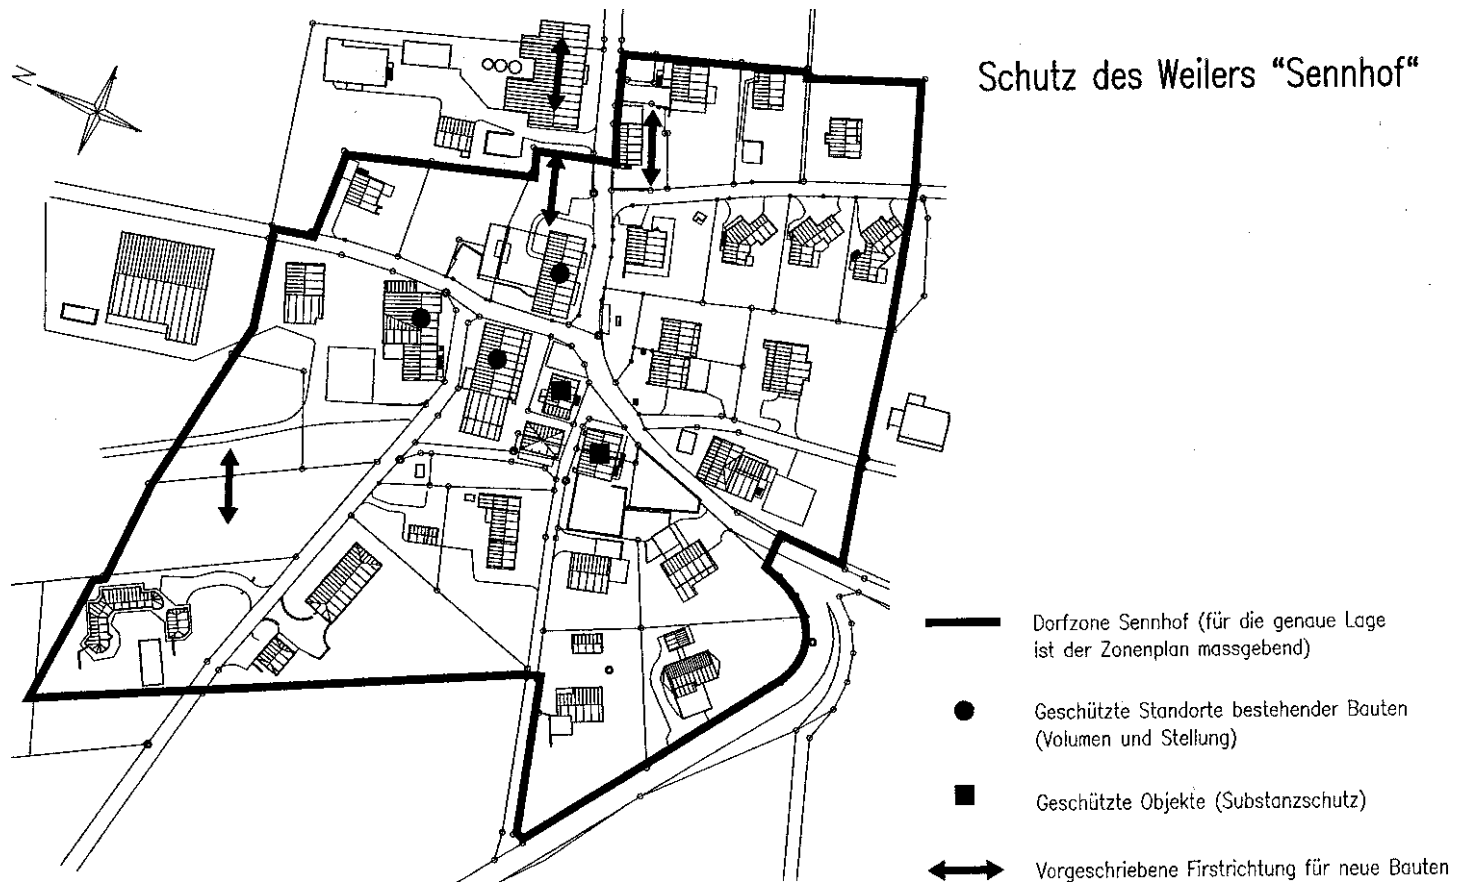 N
Schutz des Weilers "Sennhof"
Dorfzone Sennhof (für die genaue Lage
ist der Zonenplan massgebend)
Geschützte Standorte bestehender Bauten
(Volumen und Stellung)
Geschützte Objekte (Substanzschutz)
Vorgeschriebene Firstrichtung für neue Bauten